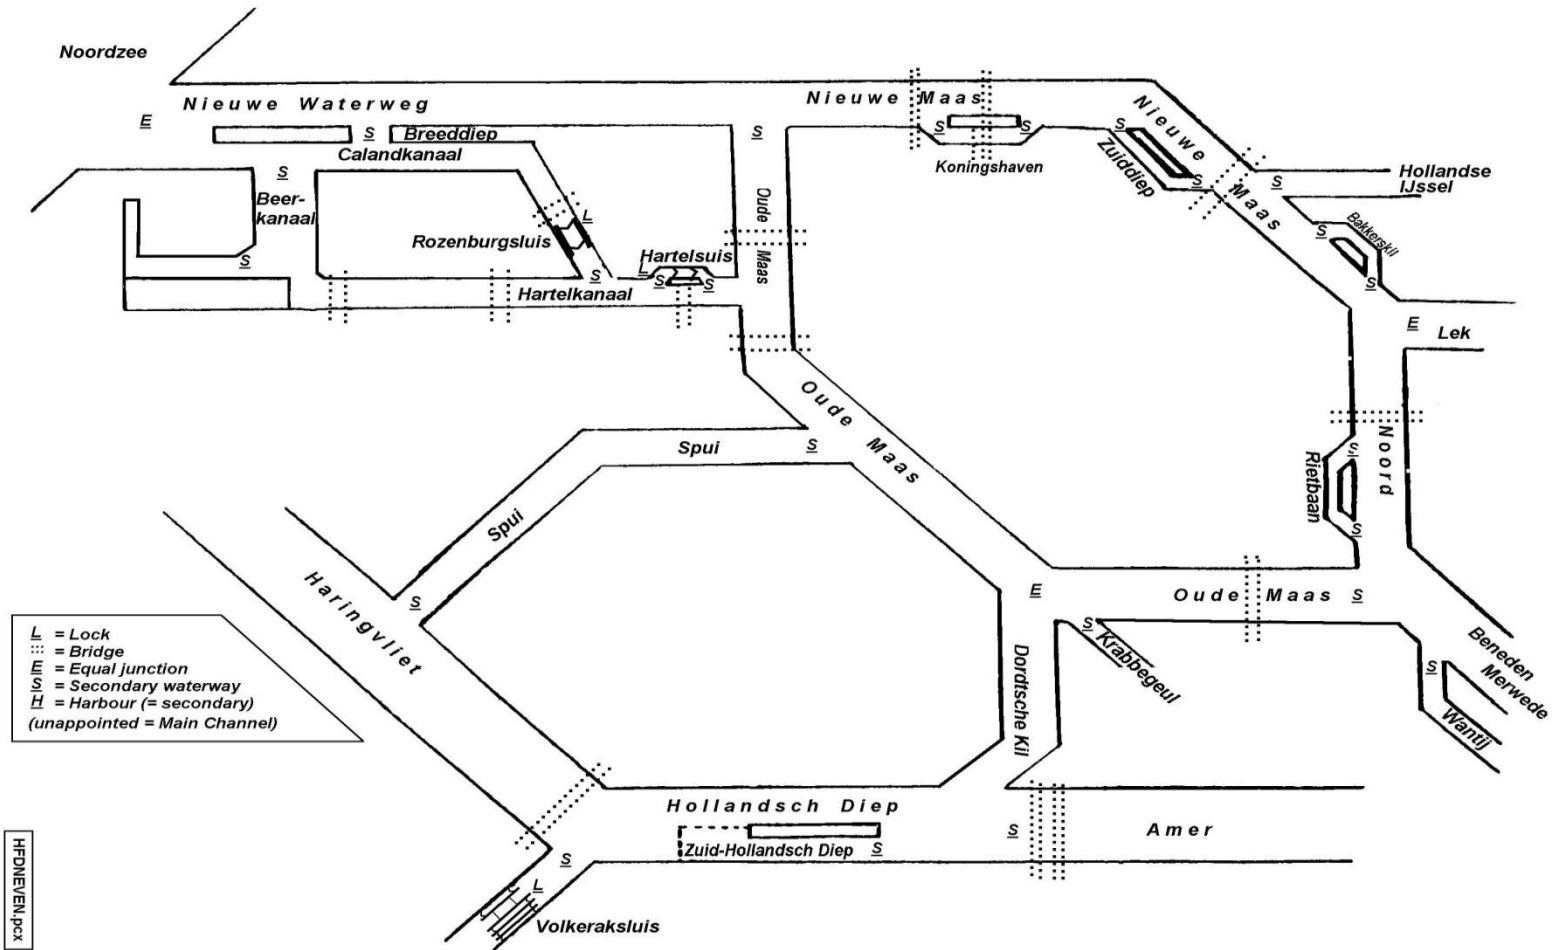 Noordzee
E
Nieuwe Waterweg
S
Breeddiep
Calandkanaal
S
Beer-
kanaal
S
Rozenburgsluis
L
S
Hartelkanaal
L
Hartelsuis
S
S
S
Oude
Maas
Nieuwe Maas
S
S
Koningshaven
Nieuwe
Maas
S
Zuiddiep
S
S
Hollandse
IJssel
S
Bakkerskil
S
E
Lek
Noord
S
Rietbaan
S
Oude Maas
S
Spui
Spui
S
Haringvliet
E
Oude Maas
S
S
Krabbegeul
Dordtsche Kil
Beneden
Merwede
S
Wantij
Hollandsch Diep
Zuid-Hollandsch Diep
S
S
Amer
S
L
Volkeraksluis
L = Lock
::: = Bridge
E = Equal junction
S = Secondary waterway
H = Harbour (= secondary)
(unappointed = Main Channel)
HFDNEVEN.pcx